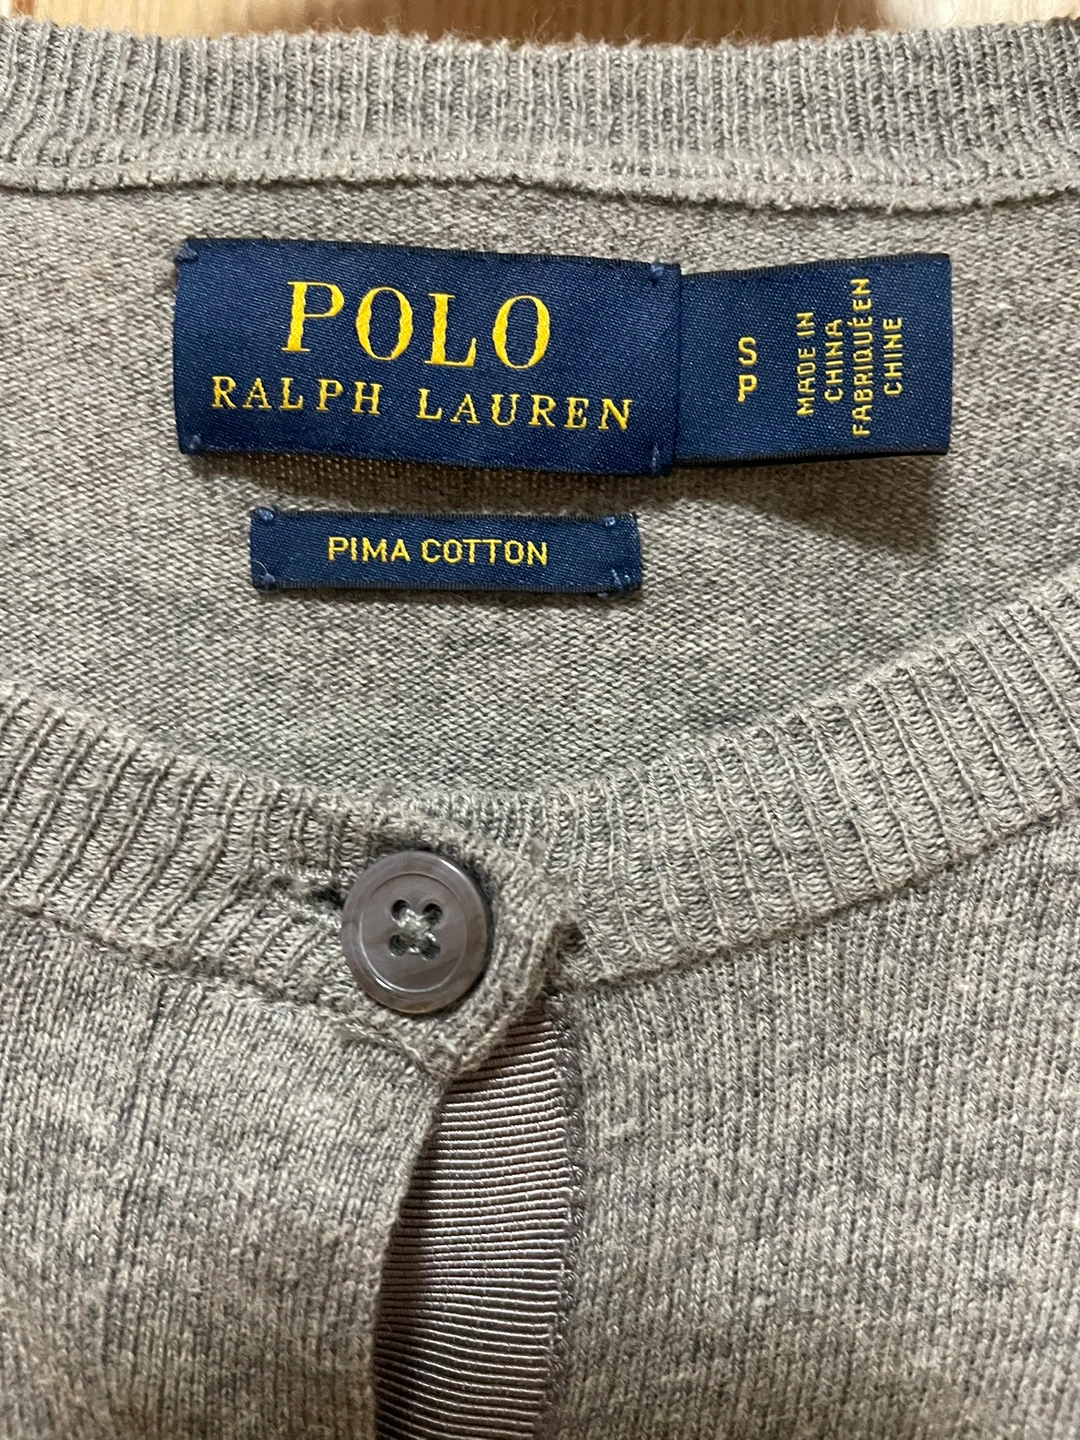 POLO
RALPH LAUREN
S
P
MADE IN
CHINA
FABRIQUÉ EN
CHINE
PIMA COTTON